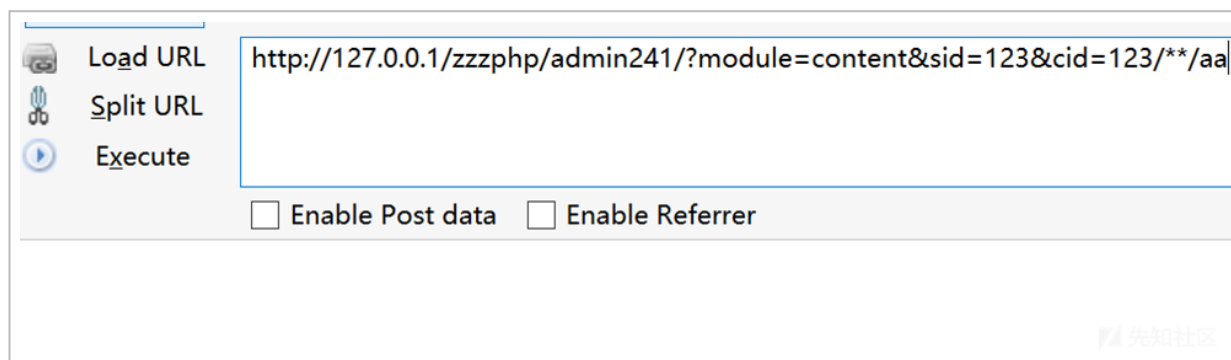 Load URL
http://127.0.0.1/zzzphp/admin241/?module=content&sid=123&cid=123/**/aa
Split URL
Execute
Enable Post data
Enable Referrer
先知社区